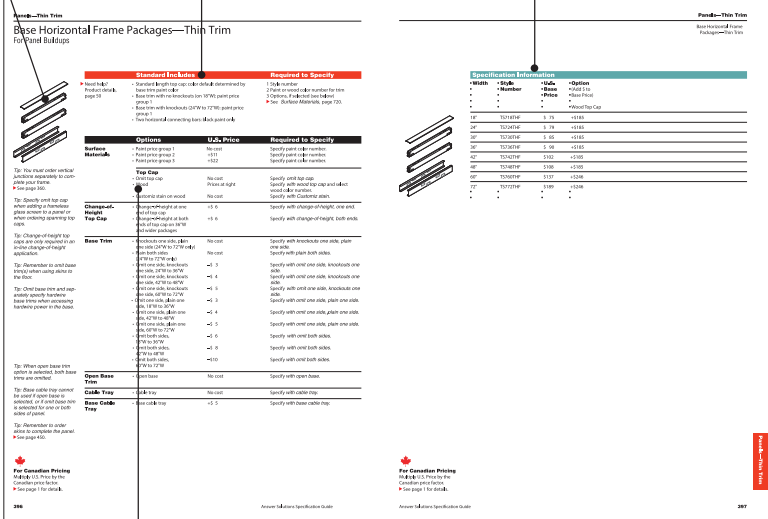 Panels—Thin Trim
Base Horizontal Frame Packages—Thin Trim
For Panel Buildups
Need help?
Product details,
page 50
Standard Includes
• Standard length top cap: color default determined by
base trim paint color
• Base trim with no knockouts (on 18"W): paint price
group 1
• Base trim with knockouts (24"W to 72"W): paint price
group 1
• Two horizontal connecting bars: black paint only
Required to Specify
1 Style number
2 Paint or wood color number for trim
3 Options, if selected (see below)
See Surface Materials, page 720.
Options
U.S. Price
Required to Specify
Surface
Materials
• Paint price group 1 No cost Specify paint color number.
• Paint price group 2 +$11 Specify paint color number.
• Paint price group 3 +$22 Specify paint color number.
Top Cap
• Omit top cap No cost Specify omit top cap.
• Wood Prices at right Specify with wood top cap and select
wood color number.
• Customiz stain on wood No cost Specify with Customiz stain.
Change-of-
Height
Top Cap
• Change-of-height at one +$ 6 Specify with change-of-height, one end.
end of top cap
• Change-of-height at both +$ 6 Specify with change-of-height, both ends.
ends of top cap on 36"W
and wider packages
Base Trim
• Knockouts one side, plain No cost Specify with knockouts one side, plain
one side (24"W to 72"W only) one side.
• Plain both sides No cost Specify with plain both sides.
(24"W to 72"W only)
• Omit one side, knockouts –$ 3 Specify with omit one side, knockouts one
one side, 24"W to 36"W side.
• Omit one side, knockouts –$ 4 Specify with omit one side, knockouts one
one side, 42"W to 48"W side.
• Omit one side, knockouts –$ 5 Specify with omit one side, knockouts one
one side, 60"W to 72"W side.
• Omit one side, plain one –$ 3 Specify with omit one side, plain one side.
side, 18"W to 36"W
• Omit one side, plain one –$ 4 Specify with omit one side, plain one side.
side, 42"W to 48"W
• Omit one side, plain one –$ 5 Specify with omit one side, plain one side.
side, 60"W to 72"W
• Omit both sides, –$ 6 Specify with omit both sides.
18"W to 36"W
• Omit both sides, –$ 8 Specify with omit both sides.
42"W to 48"W
• Omit both sides, –$10 Specify with omit both sides.
60"W to 72"W
Open Base
Trim
• Open base No cost Specify with open base.
Cable Tray • Cable tray No cost Specify with cable tray.
Base Cable
Tray
• Base cable tray +$ 5 Specify with base cable tray.
Tip: You must order vertical
junctions separately to com-
plete your frame.
See page 360.
Tip: Specify omit top cap
when adding a frameless
glass screen to a panel or
when ordering spanning top
caps.
Tip: Change-of-height top
caps are only required in an
in-line change-of-height
application.
Tip: Remember to omit base
trim(s) when using skins to
the floor.
Tip: Omit base trim and sep-
arately specify hardwire
base trims when accessing
hardwire power in the base.
Tip: When open base trim
option is selected, both base
trims are omitted.
Tip: Base cable tray cannot
be used if open base is
selected, or if omit base trim
is selected for one or both
sides of panel.
Tip: Remember to order
skins to complete the panel.
See page 450.
For Canadian Pricing
Multiply U.S. Price by the
Canadian price factor.
See page 1 for details.
396
Answer Solutions Specification Guide
Panels—Thin Trim
Base Horizontal Frame
Packages—Thin Trim
Specification Information
•Width •Style •U.S. •Option
• •Number •Base •(Add $ to
• • •Price •Base Price)
• • • •
• • • •Wood Top Cap
18" TS718THF $ 75 +$185
24" TS724THF $ 79 +$185
30" TS730THF $ 85 +$185
36" TS736THF $ 90 +$185
42" TS742THF $102 +$185
48" TS748THF $106 +$185
60" TS760THF $137 +$246
72" TS772THF $189 +$246
For Canadian Pricing
Multiply U.S. Price by the
Canadian price factor.
See page 1 for details.
Panels—Thin Trim
Answer Solutions Specification Guide
397